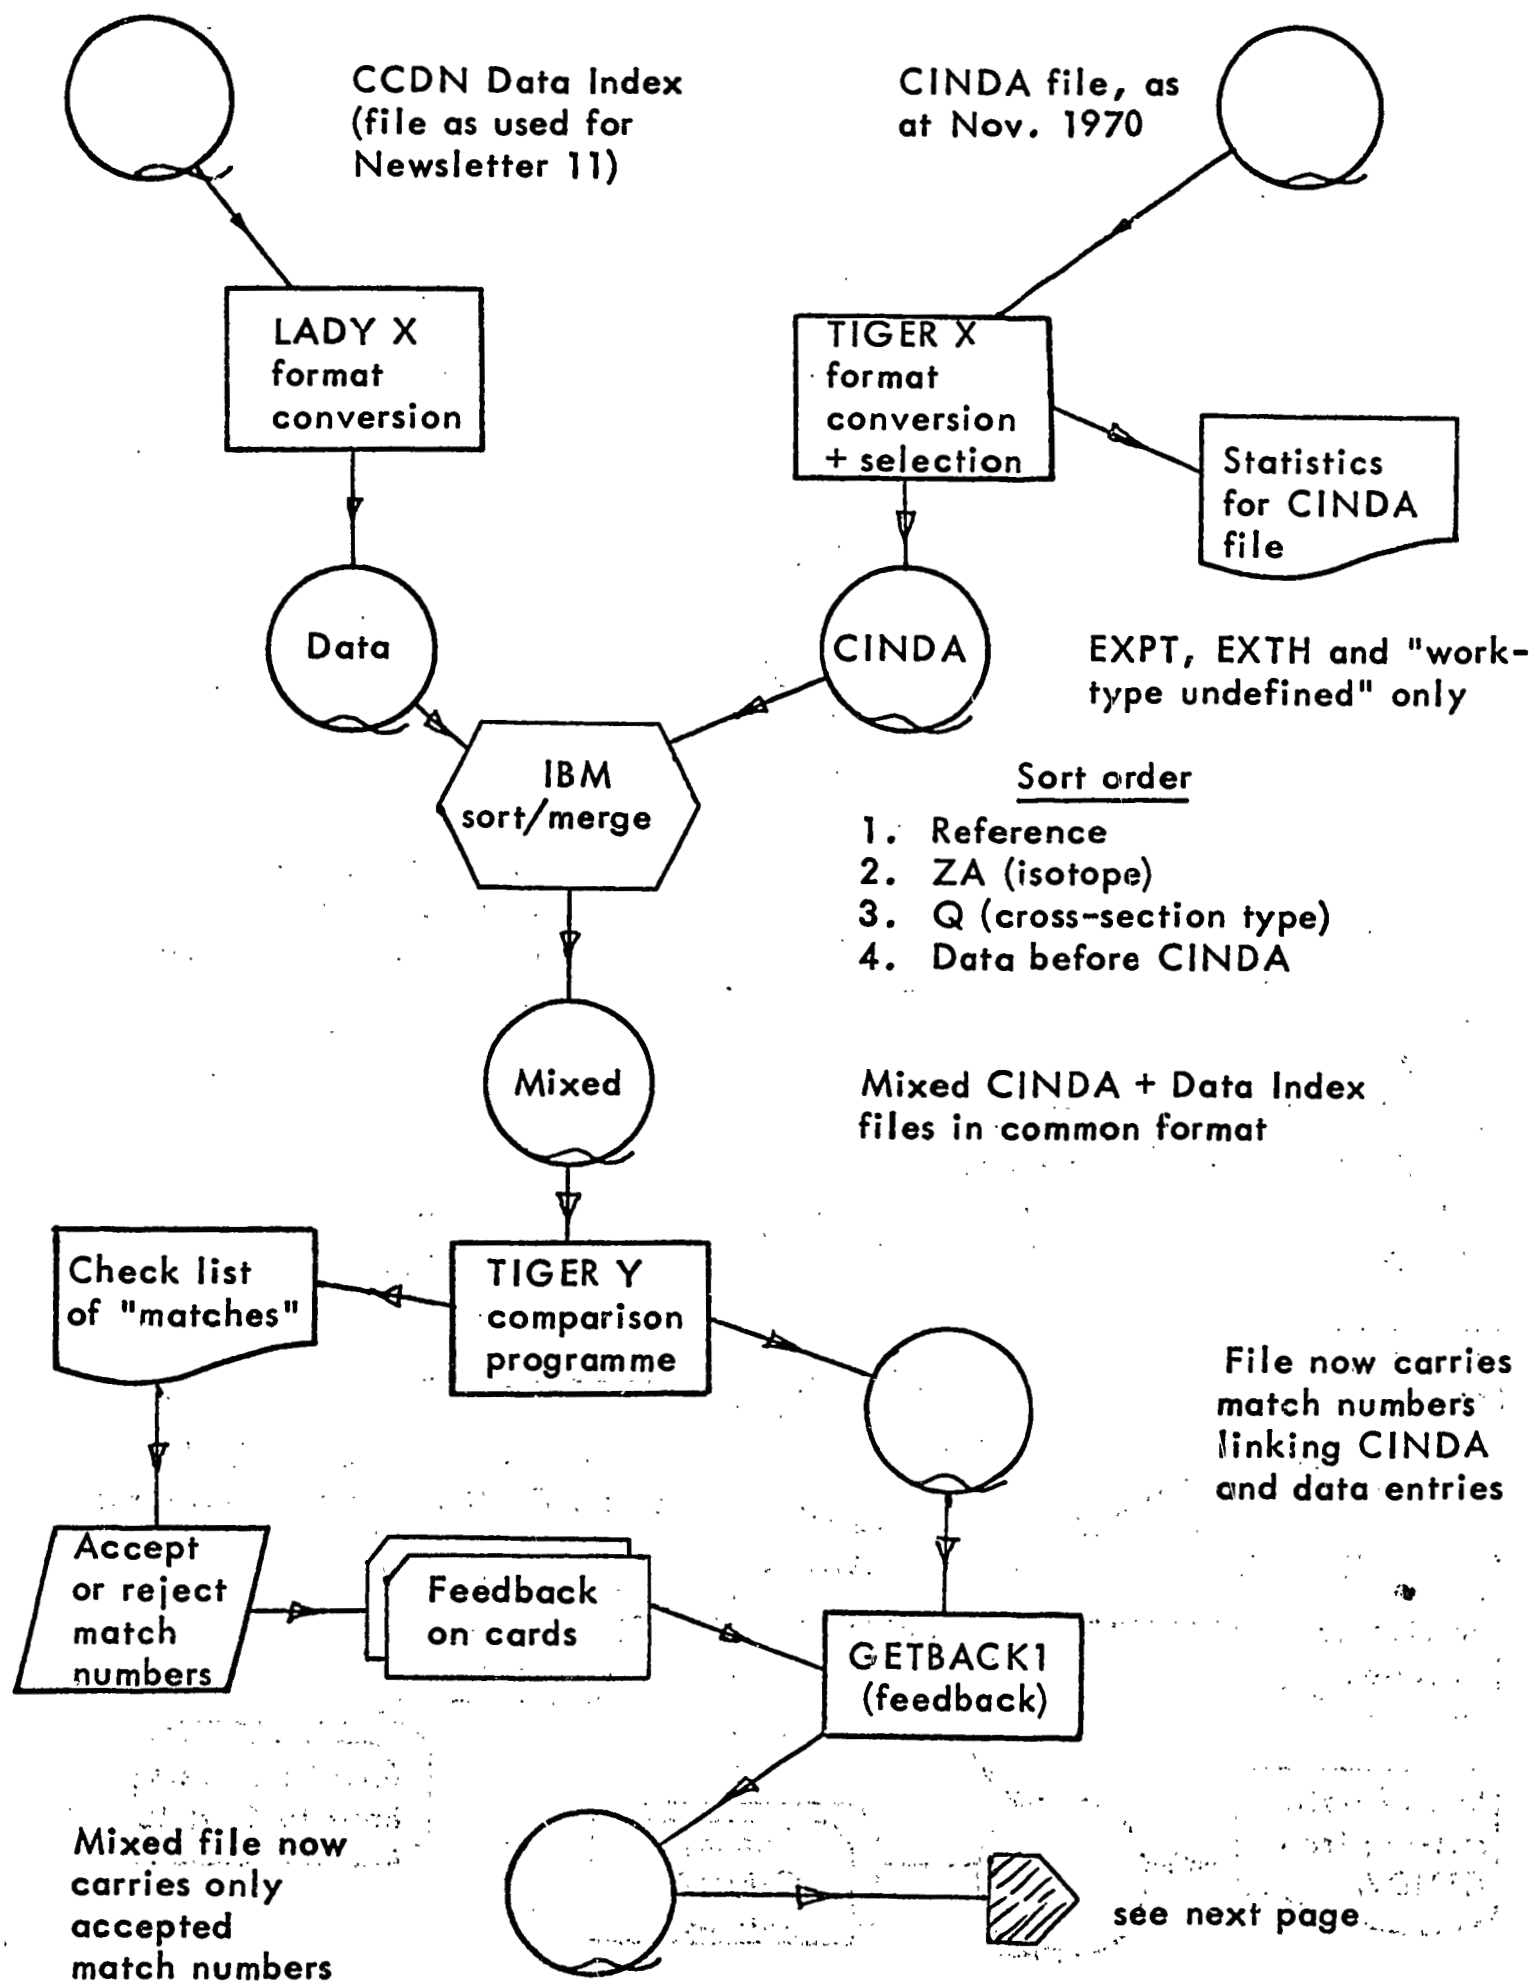 CCDN Data Index
(file as used for
Newsletter 11)
CINDA file, as
at Nov. 1970
LADY X
format
conversion
TIGER X
format
conversion
+ selection
Statistics
for CINDA
file
Data
CINDA
EXPT, EXTH and "work-
type undefined" only
IBM
sort/merge
Sort order
1. Reference
2. ZA (isotope)
3. Q (cross-section type)
4. Data before CINDA
Mixed
Mixed CINDA + Data Index
files in common format
Check list
of "matches"
TIGER Y
comparison
programme
File now carries
match numbers
linking CINDA
and data entries
Accept
or reject
match
numbers
Feedback
on cards
GETBACK1
(feedback)
Mixed file now
carries only
accepted
match numbers
see next page